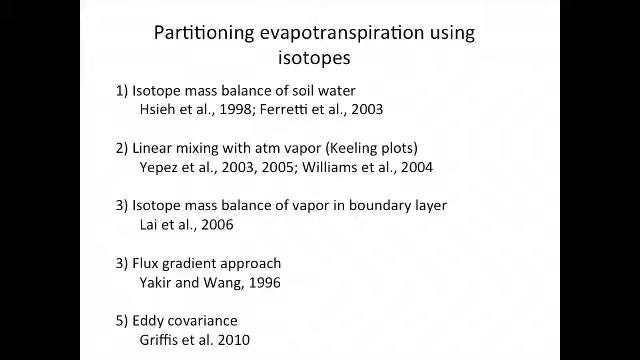 Partitioning evapotranspiration using
isotopes
1) Isotope mass balance of soil water
Hsieh et al., 1998; Ferretti et al., 2003
2) Linear mixing with atm vapor (Keeling plots)
Yepez et al., 2003, 2005; Williams et al., 2004
3) Isotope mass balance of vapor in boundary layer
Lai et al., 2006
3) Flux gradient approach
Yakir and Wang, 1996
5) Eddy covariance
Griffis et al. 2010